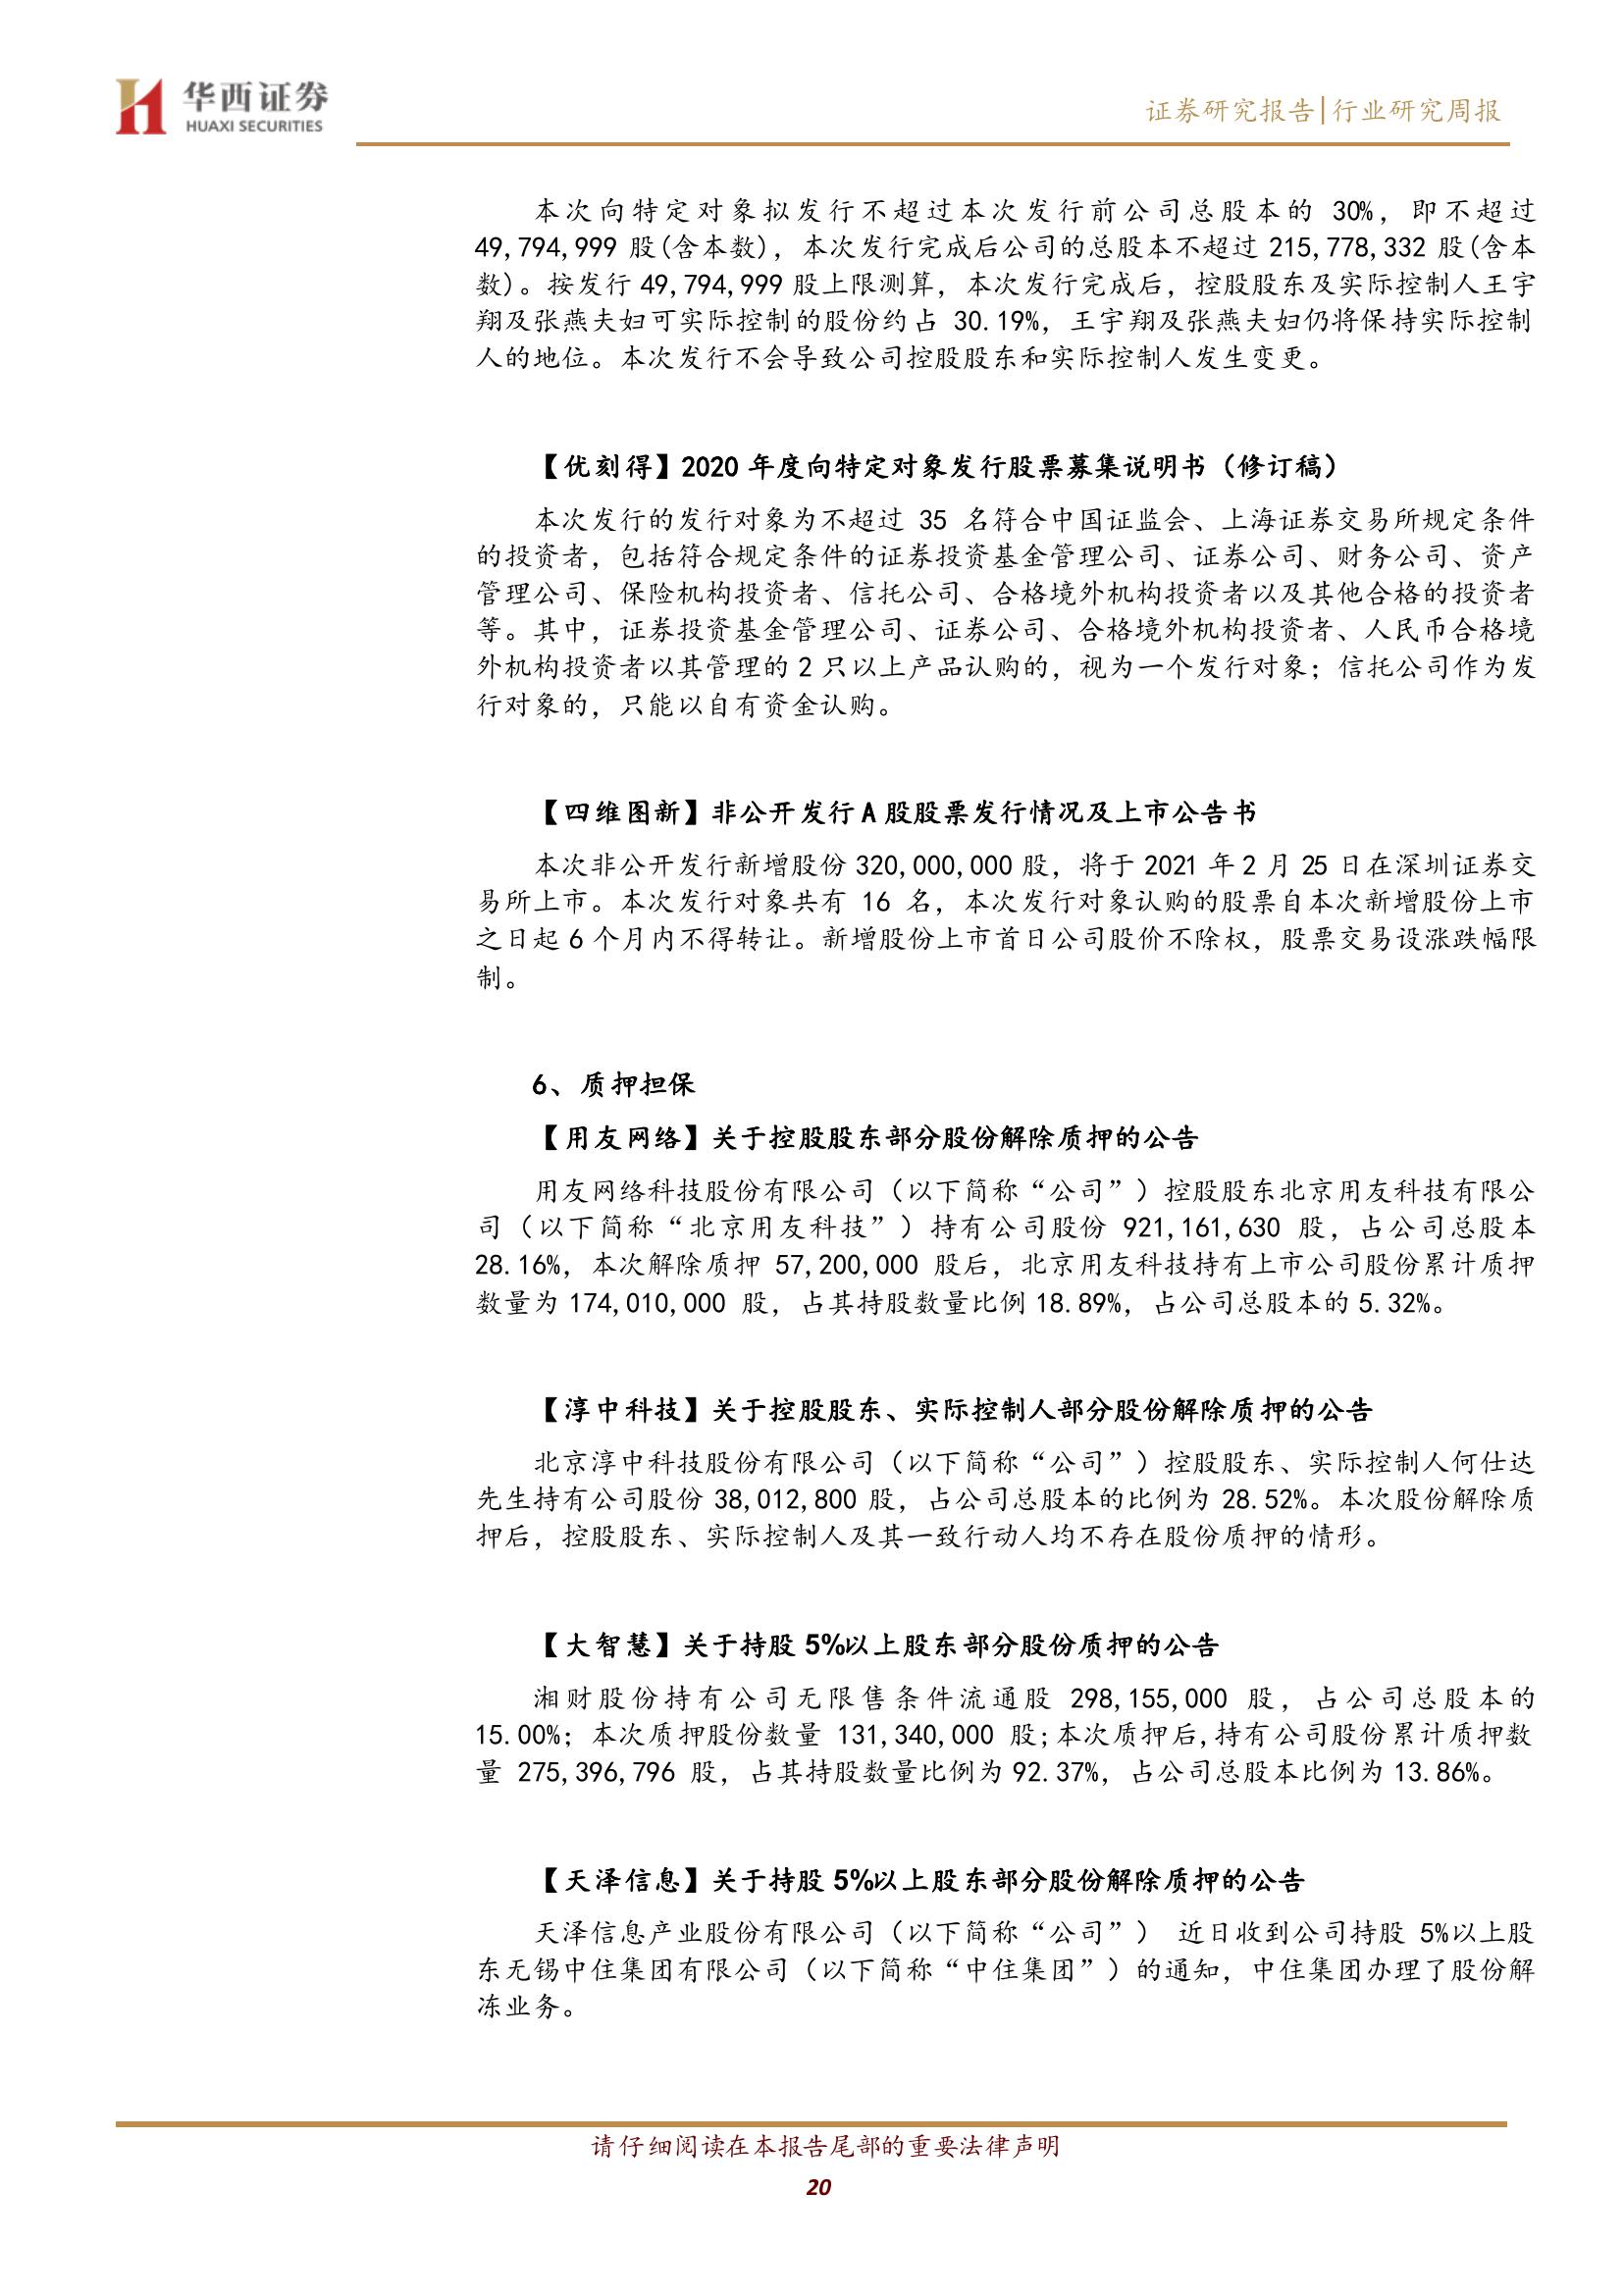 华西证券
HUAXI SECURITIES
证券研究报告|行业研究周报
本次向特定对象拟发行不超过本次发行前公司总股本的 30%，即不超过
49,794,999 股(含本数)，本次发行完成后公司的总股本不超过 215,778,332 股(含本
数)。按发行 49,794,999 股上限测算，本次发行完成后，控股股东及实际控制人王宇
翔及张燕夫妇可实际控制的股份约占 30.19%，王宇翔及张燕夫妇仍将保持实际控制
人的地位。本次发行不会导致公司控股股东和实际控制人发生变更。
【优刻得】2020 年度向特定对象发行股票募集说明书（修订稿）
本次发行的发行对象为不超过 35 名符合中国证监会、上海证券交易所规定条件
的投资者，包括符合规定条件的证券投资基金管理公司、证券公司、财务公司、资产
管理公司、保险机构投资者、信托公司、合格境外机构投资者以及其他合格的投资者
等。其中，证券投资基金管理公司、证券公司、合格境外机构投资者、人民币合格境
外机构投资者以其管理的 2 只以上产品认购的，视为一个发行对象；信托公司作为发
行对象的，只能以自有资金认购。
【四维图新】非公开发行 A 股股票发行情况及上市公告书
本次非公开发行新增股份 320,000,000 股，将于 2021 年 2 月 25 日在深圳证券交
易所上市。本次发行对象共有 16 名，本次发行对象认购的股票自本次新增股份上市
之日起 6 个月内不得转让。新增股份上市首日公司股价不除权，股票交易设涨跌幅限
制。
6、质押担保
【用友网络】关于控股股东部分股份解除质押的公告
用友网络科技股份有限公司（以下简称“公司”）控股股东北京用友科技有限公
司（以下简称“北京用友科技”）持有公司股份 921,161,630 股，占公司总股本
28.16%，本次解除质押 57,200,000 股后，北京用友科技持有上市公司股份累计质押
数量为 174,010,000 股，占其持股数量比例 18.89%，占公司总股本的 5.32%。
【淳中科技】关于控股股东、实际控制人部分股份解除质押的公告
北京淳中科技股份有限公司（以下简称“公司”）控股股东、实际控制人何仕达
先生持有公司股份 38,012,800 股，占公司总股本的比例为 28.52%。本次股份解除质
押后，控股股东、实际控制人及其一致行动人均不存在股份质押的情形。
【大智慧】关于持股 5%以上股东部分股份质押的公告
湘财股份持有公司无限售条件流通股 298,155,000 股，占公司总股本的
15.00%；本次质押股份数量 131,340,000 股;本次质押后,持有公司股份累计质押数
量 275,396,796 股，占其持股数量比例为 92.37%，占公司总股本比例为 13.86%。
【天泽信息】关于持股 5%以上股东部分股份解除质押的公告
天泽信息产业股份有限公司（以下简称“公司”） 近日收到公司持股 5%以上股
东无锡中住集团有限公司（以下简称“中住集团”）的通知，中住集团办理了股份解
冻业务。
请仔细阅读在本报告尾部的重要法律声明
20